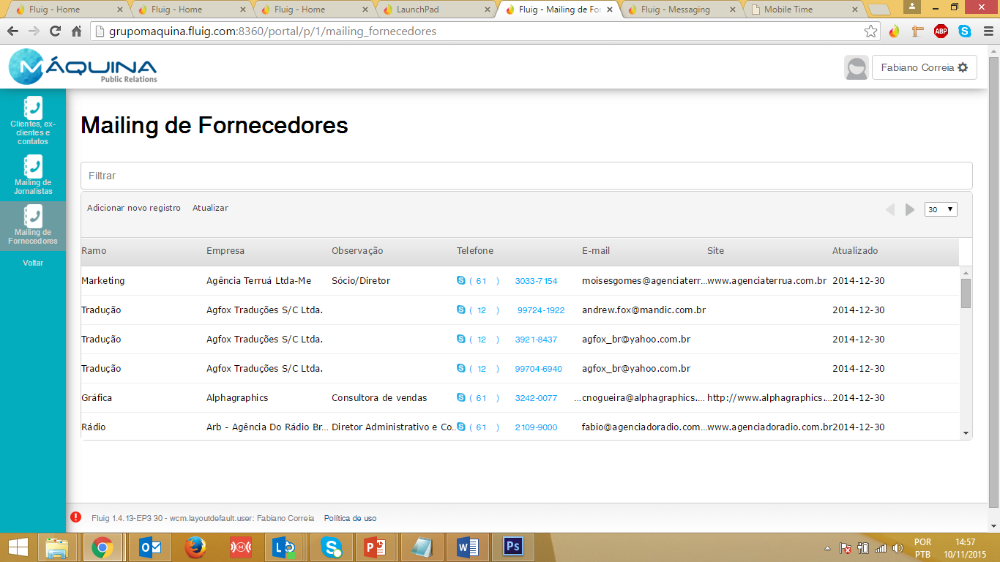 Fluig - Home
Fluig - Home
Fluig - Home
LaunchPad
Fluig - Mailing de Fo
Fluig - Messaging
Mobile Time
grupomaquina.fluig.com:8360/portal/p/1/mailing_fornecedores
ABP
MÁQUINA
Public Relations
Fabiano Correia
Clientes, ex-
clientes e
contatos
Mailing de
Jornalistas
Mailing de
Fornecedores
Voltar
Mailing de Fornecedores
Filtrar
Adicionar novo registro Atualizar 30
Ramo Empresa Observação Telefone E-mail Site Atualizado
Marketing Agência Terruá Ltda-Me Sócio/Diretor ( 61 ) 3033-7154 moisesgomes@agenciaterr... www.agenciaterrua.com.br 2014-12-30
Tradução Agfox Traduções S/C Ltda. ( 12 ) 99724-1922 andrew.fox@mandic.com.br 2014-12-30
Tradução Agfox Traduções S/C Ltda. ( 12 ) 3921-8437 agfox_br@yahoo.com.br 2014-12-30
Tradução Agfox Traduções S/C Ltda. ( 12 ) 99704-6940 agfox_br@yahoo.com.br 2014-12-30
Gráfica Alphagraphics Consultora de vendas ( 61 ) 3242-0077 ... cnogueira@alphagraphics.... http://www.alphagraphics.... 2014-12-30
Rádio Arb - Agência Do Rádio Br... Diretor Administrativo e Co... ( 61 ) 2109-9000 fabio@agenciadoradio.com... www.agenciadoradio.com.br 2014-12-30
Fluig 1.4.13-EP3 30 - wcm.layoutdefault.user: Fabiano Correia Política de uso
Ps
POR
PTB
14:57
10/11/2015